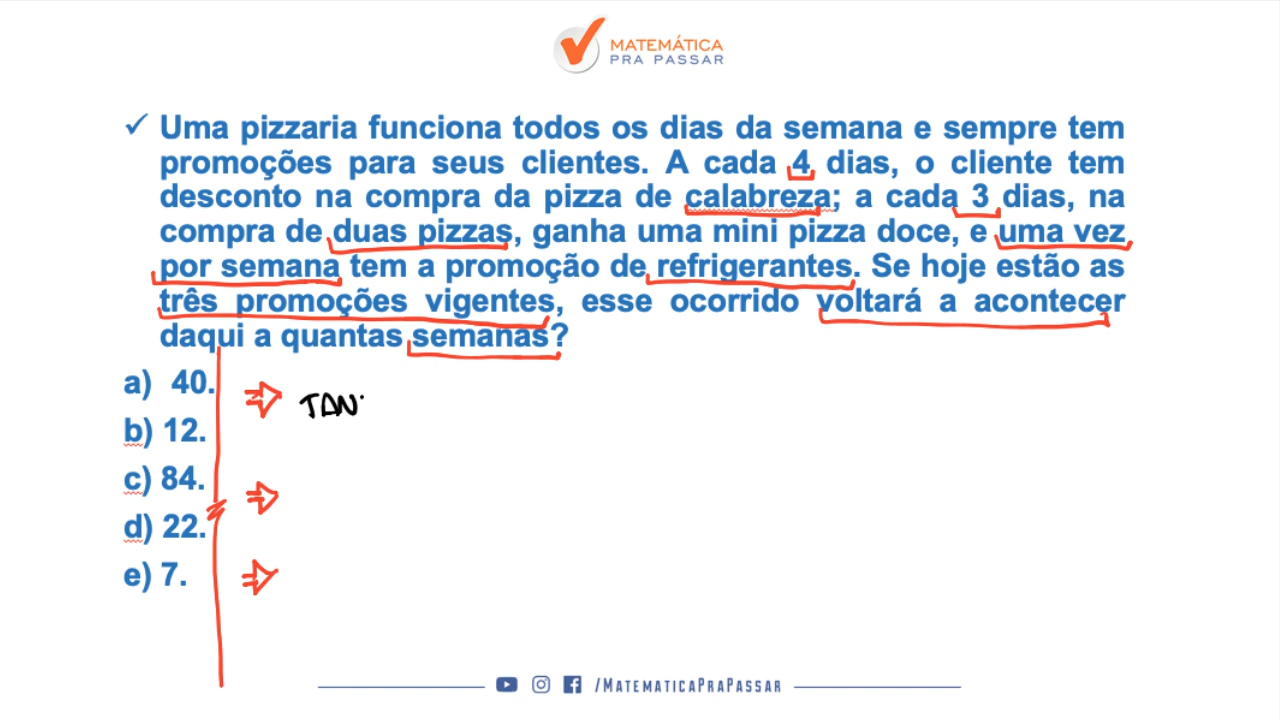 MATEMÁTICA
PRA PASSAR
✓ Uma pizzaria funciona todos os dias da semana e sempre tem
promoções para seus clientes. A cada 4 dias, o cliente tem
desconto na compra da pizza de calabreza; a cada 3 dias, na
compra de duas pizzas, ganha uma mini pizza doce, e uma vez
por semana tem a promoção de refrigerantes. Se hoje estão as
três promoções vigentes, esse ocorrido voltará a acontecer
daqui a quantas semanas?
a) 40.
b) 12.
c) 84.
d) 22.
e) 7.
TAN
/MATEMATICAPRAPASSAR